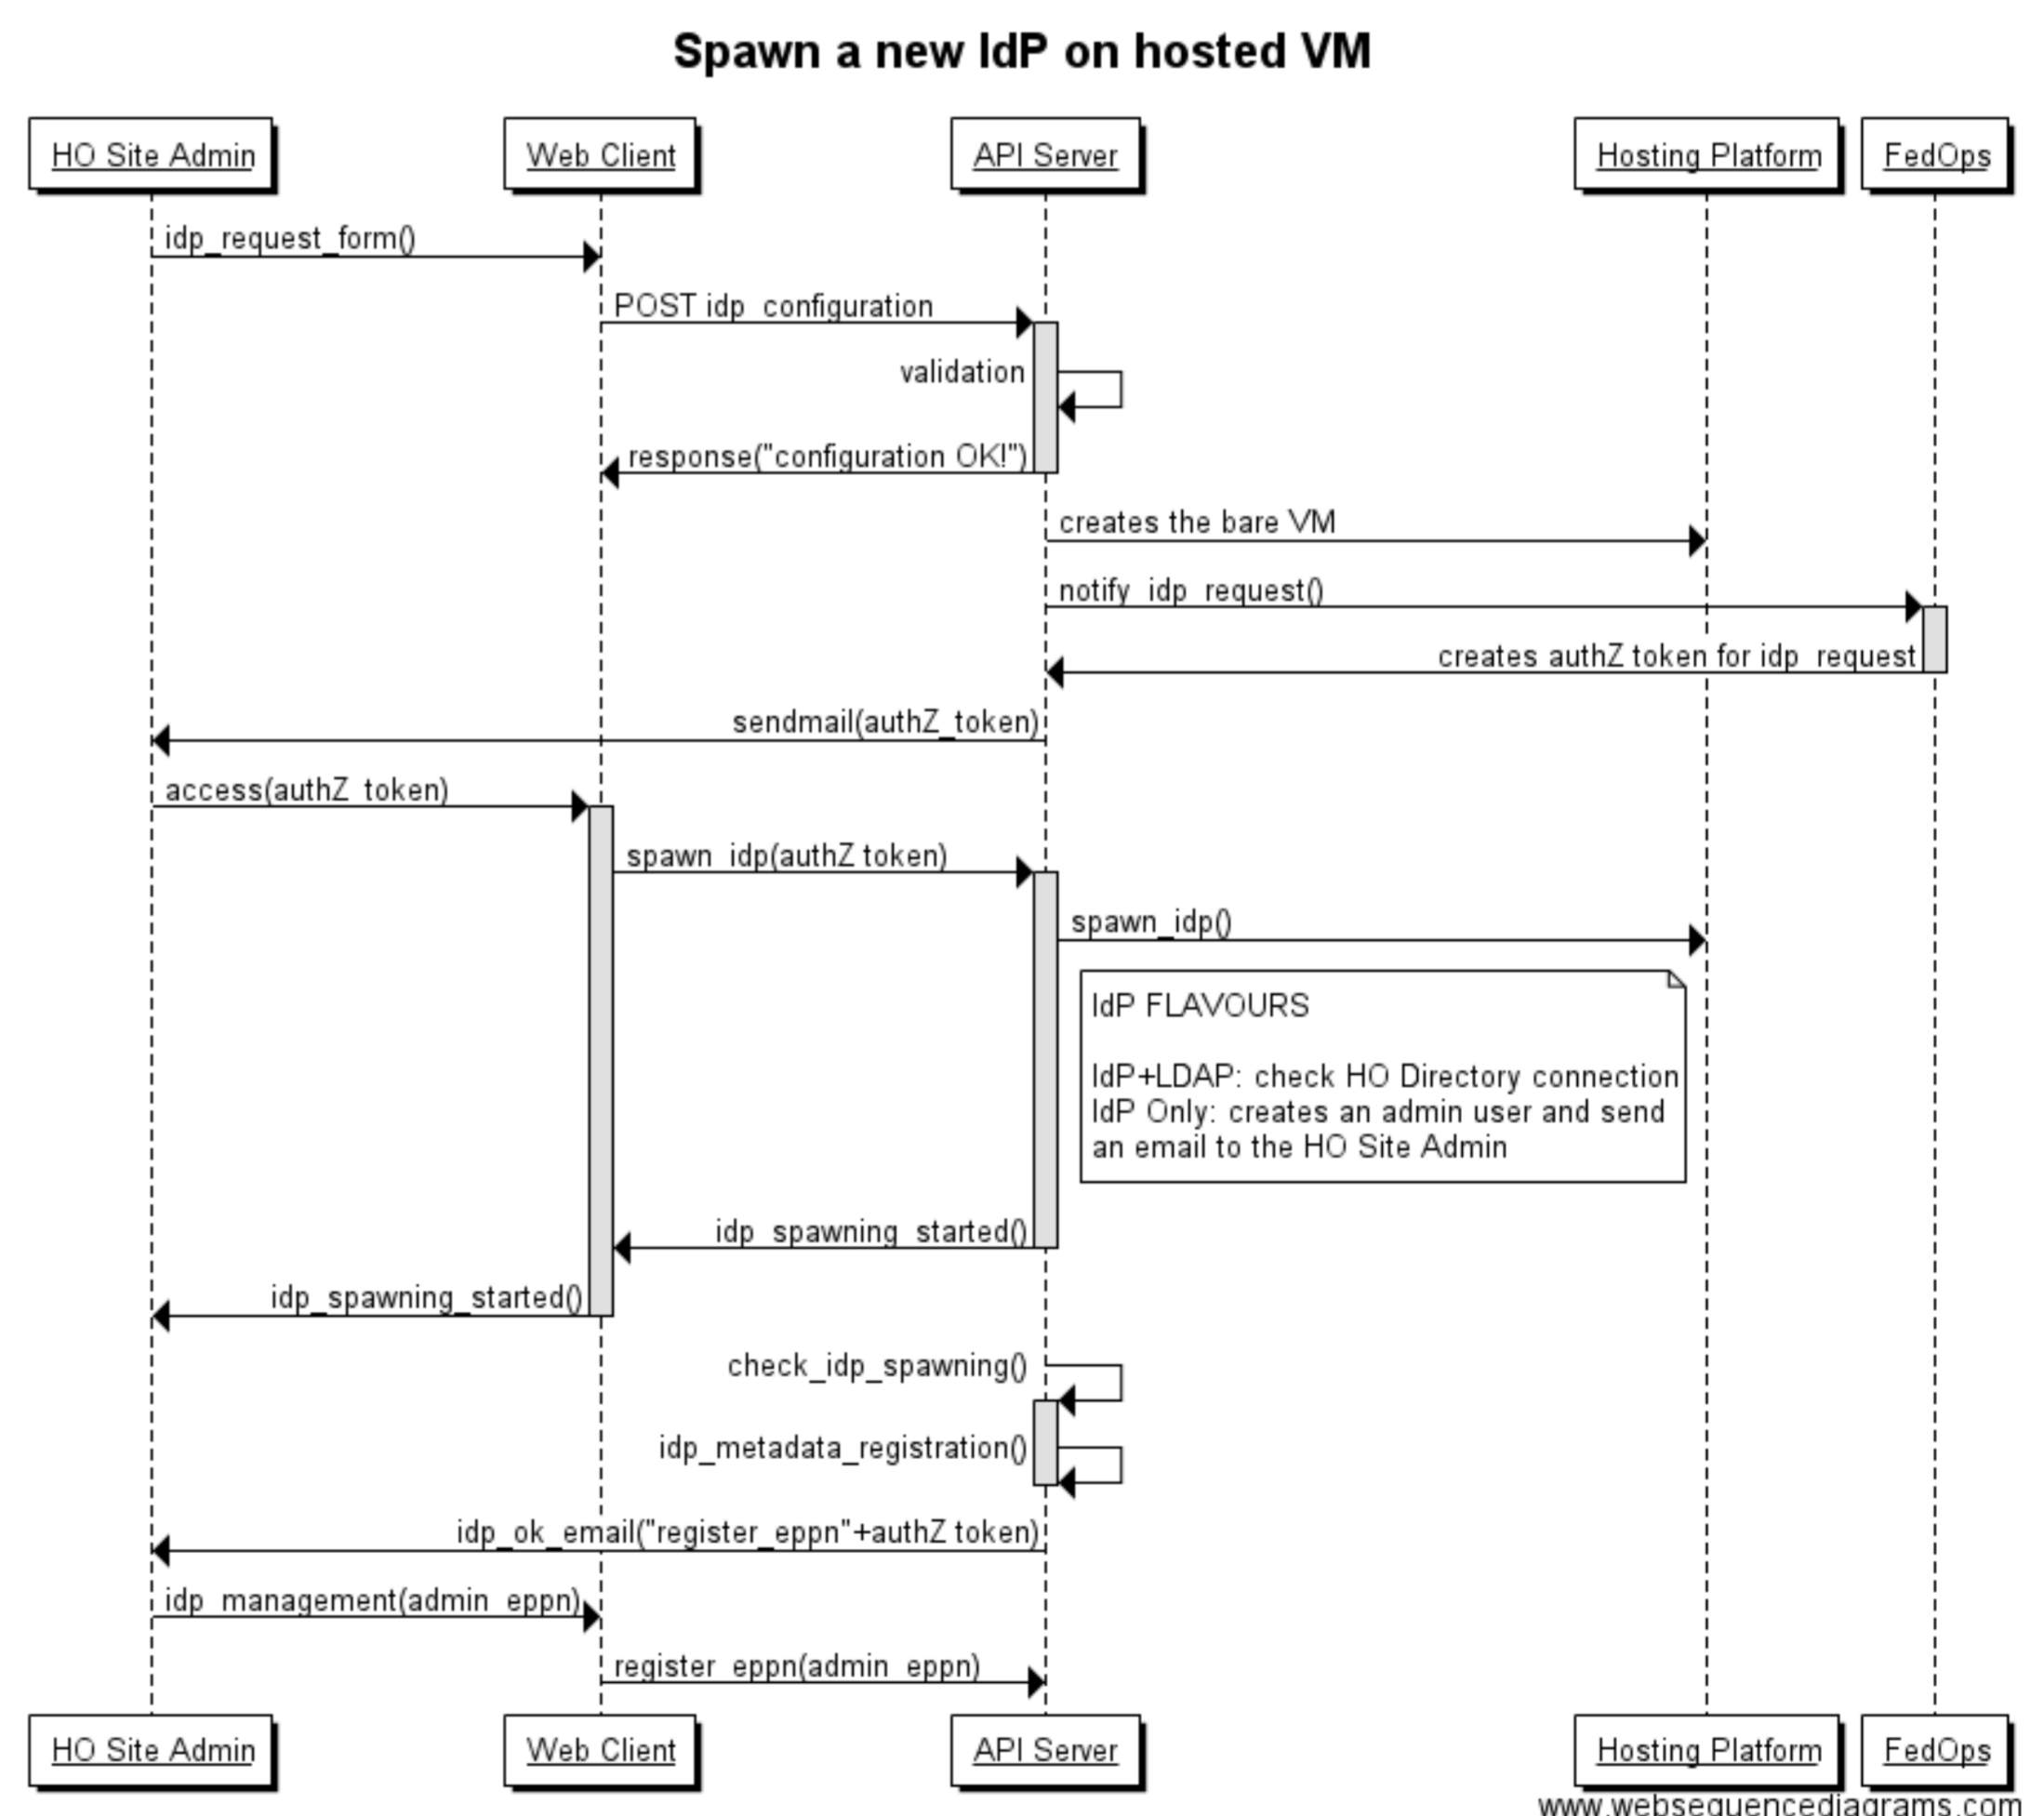 Spawn a new IdP on hosted VM
HO Site Admin
Web Client
API Server
Hosting Platform
FedOps
idp_request_form()
POST idp_configuration
validation
response("configuration OK!")
creates the bare VM
notify_idp_request()
creates authZ token for idp_request
sendmail(authZ_token)
access(authZ_token)
spawn_idp(authZ token)
spawn_idp()
IdP FLAVOURS
IdP+LDAP: check HO Directory connection
IdP Only: creates an admin user and send
an email to the HO Site Admin
idp_spawning_started()
idp_spawning_started()
check_idp_spawning()
idp_metadata_registration()
idp_ok_email("register_eppn"+authZ token)
idp_management(admin_eppn)
register_eppn(admin_eppn)
HO Site Admin
Web Client
API Server
Hosting Platform
FedOps
www.websequencediagrams.com